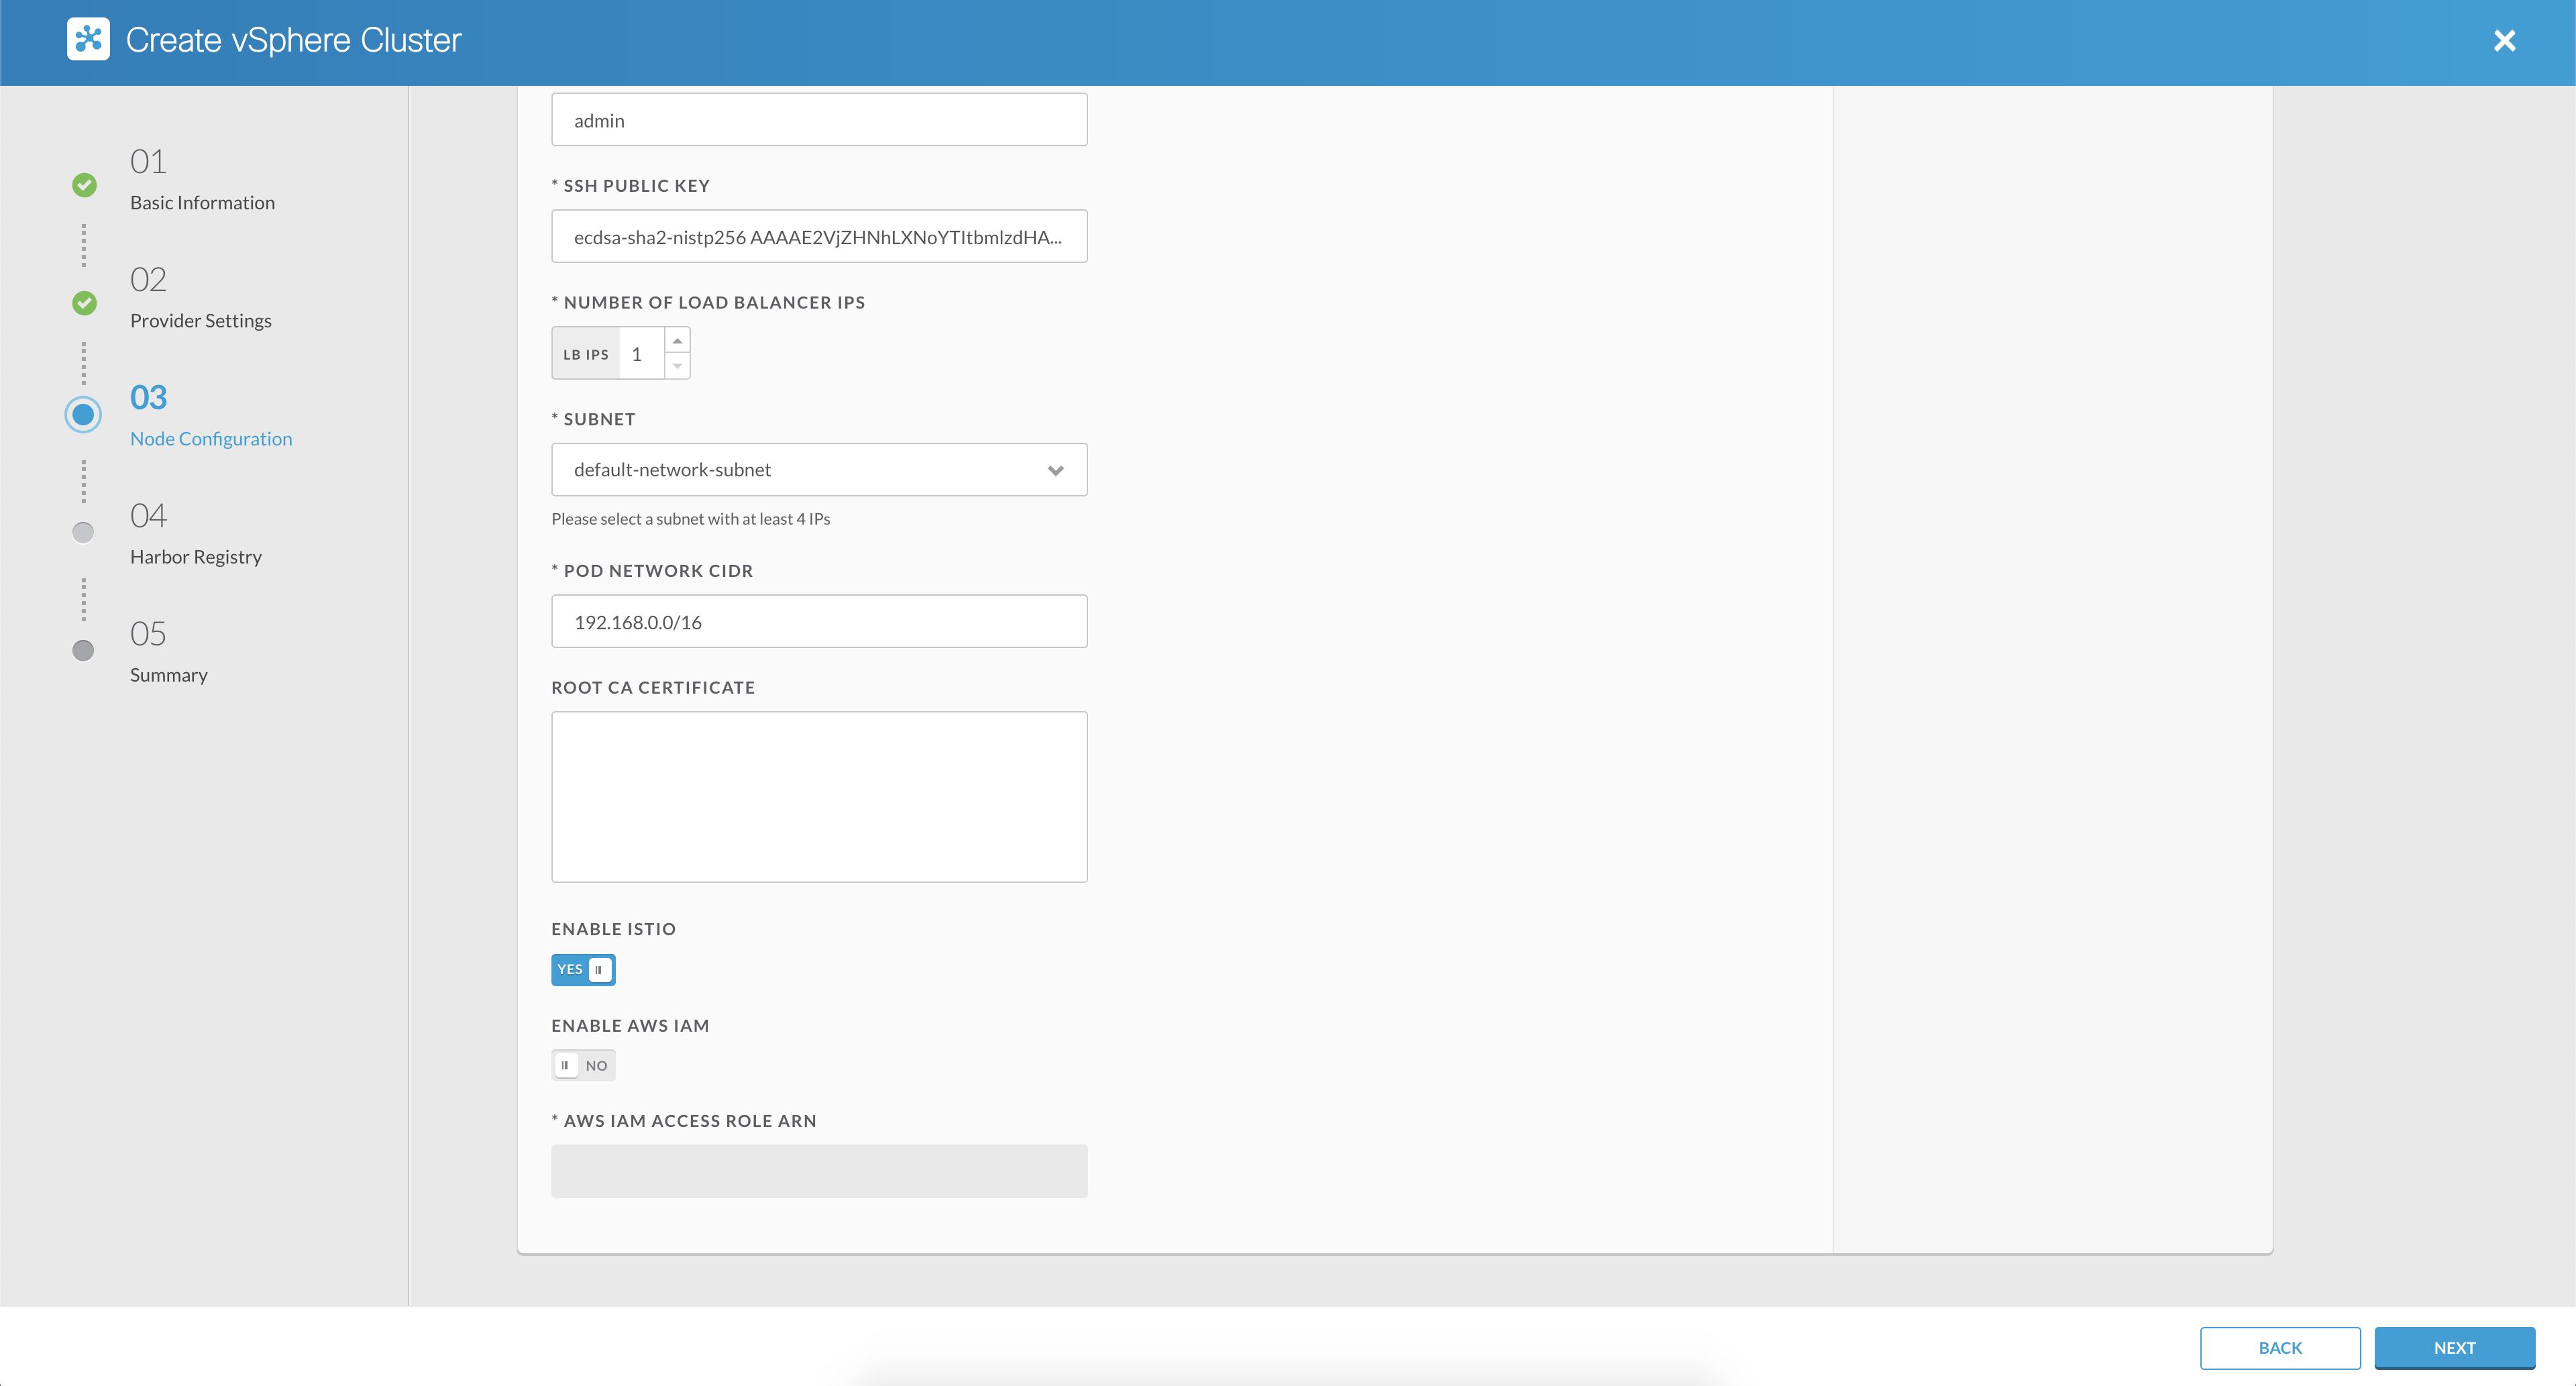 Create vSphere Cluster
01
Basic Information
02
Provider Settings
03
Node Configuration
04
Harbor Registry
05
Summary
admin
* SSH PUBLIC KEY
ecdsa-sha2-nistp256 AAAAE2VjZHNhLXNoYTItbmlzdHA...
* NUMBER OF LOAD BALANCER IPS
LB IPS 1
* SUBNET
default-network-subnet
Please select a subnet with at least 4 IPs
* POD NETWORK CIDR
192.168.0.0/16
ROOT CA CERTIFICATE
ENABLE ISTIO
YES
ENABLE AWS IAM
NO
* AWS IAM ACCESS ROLE ARN
BACK NEXT